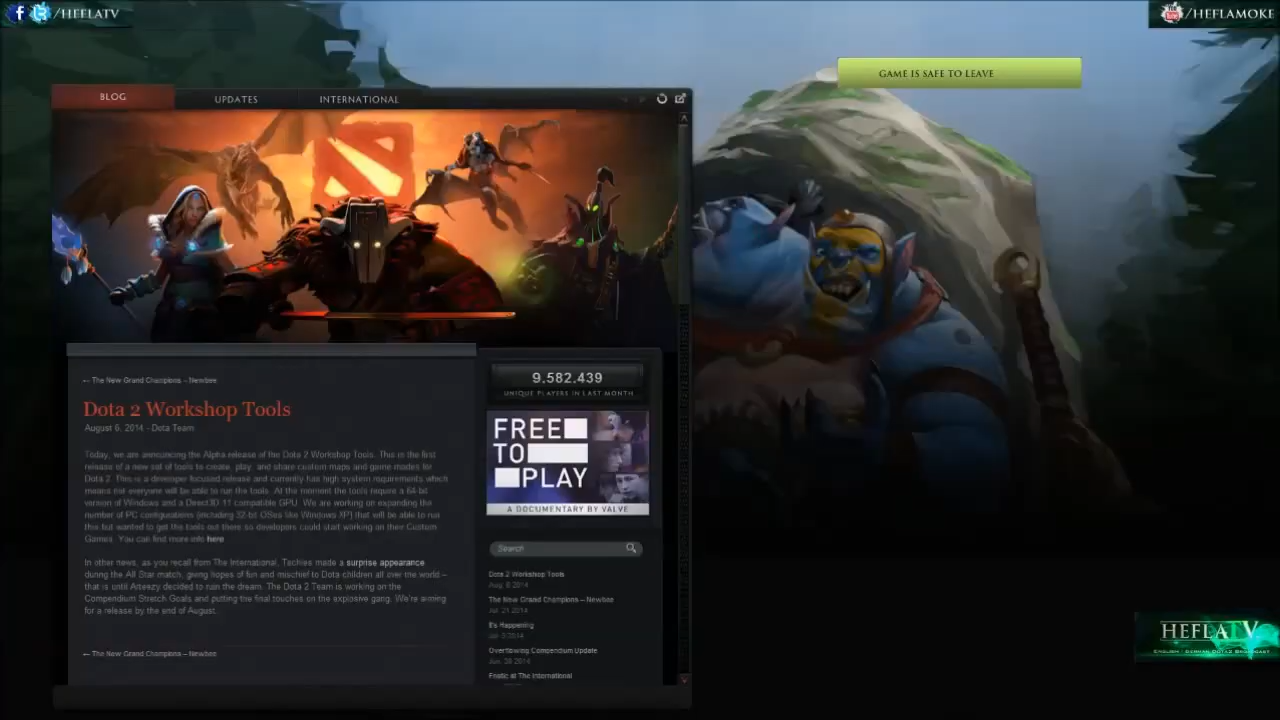 /HEFLATV
/HEFLAMOKE
GAME IS SAFE TO LEAVE
BLOG
UPDATES
INTERNATIONAL
← The New Grand Champions – Newbee
Dota 2 Workshop Tools
August 6, 2014 - Dota Team
Today, we are announcing the Alpha release of the Dota 2 Workshop Tools. This is the first
release of a new set of tools to create, play, and share custom maps and game modes for
Dota 2. This is a developer focused release and currently has high system requirements which
means not everyone will be able to run the tools. At the moment the tools require a 64-bit
version of Windows and a Direct3D 11 compatible GPU. We are working on expanding the
number of PC configurations (including 32-bit OSes like Windows XP) that will be able to run
this but wanted to get the tools out there so developers could start working on their Custom
Games. You can find more info here.
In other news, as you recall from The International, Techies made a surprise appearance
during the All Star match, giving hopes of fun and mischief to Dota children all over the world –
that is until Arteezy decided to ruin the dream. The Dota 2 Team is working on the
Compendium Stretch Goals and putting the final touches on the explosive gang. We're aiming
for a release by the end of August.
← The New Grand Champions – Newbee
9.582.439
UNIQUE PLAYERS IN LAST MONTH
FREE
TO
PLAY
A DOCUMENTARY BY VALVE
Search
Dota 2 Workshop Tools
Aug. 6 2014
The New Grand Champions – Newbee
Jul. 21 2014
It's Happening
Overflowing Compendium Update
Jun. 28 2014
Fnatic at The International
HEFLATV
ENGLISH / GERMAN DOTA2 BROADCAST